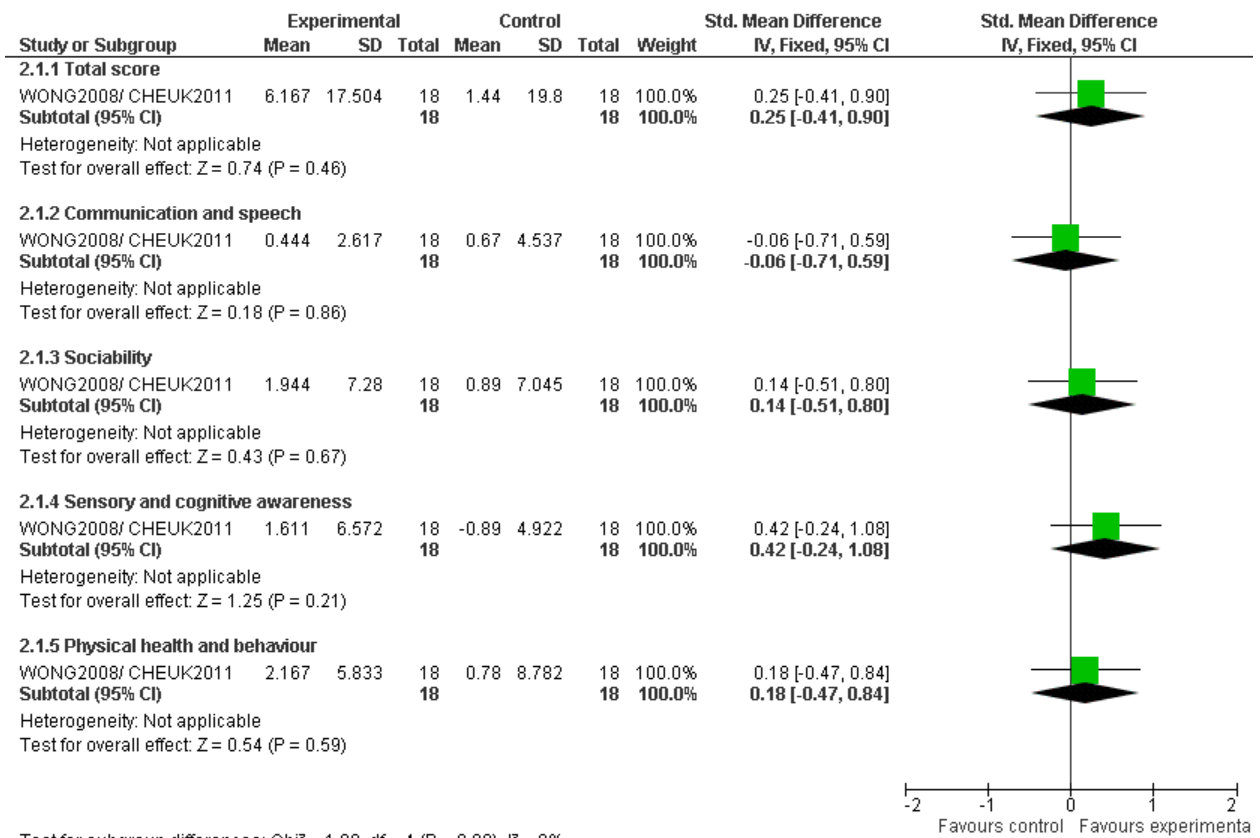 Experimental Control Std. Mean Difference Std. Mean Difference
Study or Subgroup Mean SD Total Mean SD Total Weight IV, Fixed, 95% CI IV, Fixed, 95% CI
2.1.1 Total score
WONG2008/ CHEUK2011 6.167 17.504 18 1.44 19.8 18 100.0% 0.25 [-0.41, 0.90]
Subtotal (95% CI) 18 18 100.0% 0.25 [-0.41, 0.90]
Heterogeneity: Not applicable
Test for overall effect: Z = 0.74 (P = 0.46)
2.1.2 Communication and speech
WONG2008/ CHEUK2011 0.444 2.617 18 0.67 4.537 18 100.0% -0.06 [-0.71, 0.59]
Subtotal (95% CI) 18 18 100.0% -0.06 [-0.71, 0.59]
Heterogeneity: Not applicable
Test for overall effect: Z = 0.18 (P = 0.86)
2.1.3 Sociability
WONG2008/ CHEUK2011 1.944 7.28 18 0.89 7.045 18 100.0% 0.14 [-0.51, 0.80]
Subtotal (95% CI) 18 18 100.0% 0.14 [-0.51, 0.80]
Heterogeneity: Not applicable
Test for overall effect: Z = 0.43 (P = 0.67)
2.1.4 Sensory and cognitive awareness
WONG2008/ CHEUK2011 1.611 6.572 18 -0.89 4.922 18 100.0% 0.42 [-0.24, 1.08]
Subtotal (95% CI) 18 18 100.0% 0.42 [-0.24, 1.08]
Heterogeneity: Not applicable
Test for overall effect: Z = 1.25 (P = 0.21)
2.1.5 Physical health and behaviour
WONG2008/ CHEUK2011 2.167 5.833 18 0.78 8.782 18 100.0% 0.18 [-0.47, 0.84]
Subtotal (95% CI) 18 18 100.0% 0.18 [-0.47, 0.84]
Heterogeneity: Not applicable
Test for overall effect: Z = 0.54 (P = 0.59)
-2 -1 0 1 2
Favours control Favours experimenta
Test for subgroup differences: